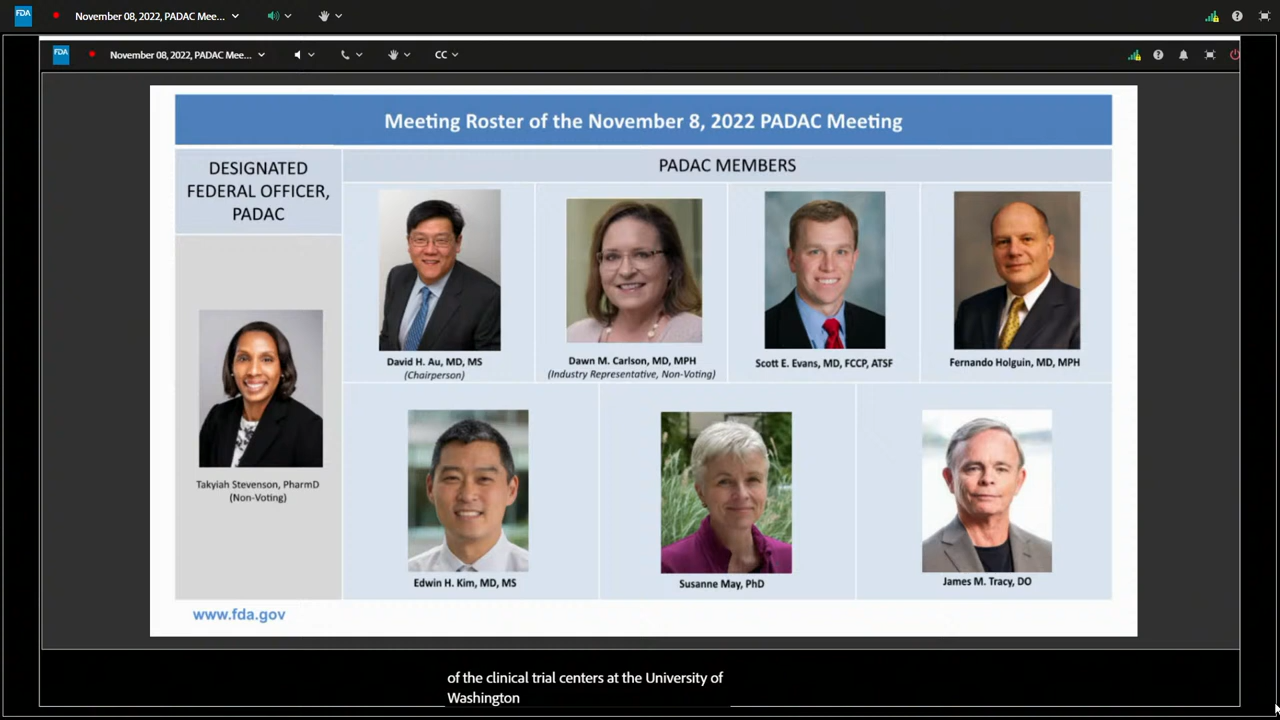 FDA
November 08, 2022, PADAC Mee...
FDA
November 08, 2022, PADAC Mee...
CC
Meeting Roster of the November 8, 2022 PADAC Meeting
DESIGNATED
FEDERAL OFFICER,
PADAC
PADAC MEMBERS
David H. Au, MD, MS
(Chairperson)
Dawn M. Carlson, MD, MPH
(Industry Representative, Non-Voting)
Scott E. Evans, MD, FCCP, ATSF
Fernando Holguin, MD, MPH
Takyiah Stevenson, PharmD
(Non-Voting)
Edwin H. Kim, MD, MS
Susanne May, PhD
James M. Tracy, DO
www.fda.gov
of the clinical trial centers at the University of
Washington